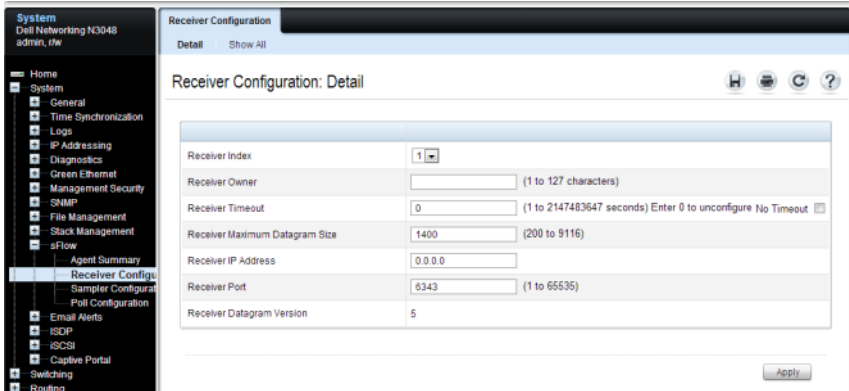 System
Dell Networking N3048
admin, r/w
Home
System
General
Time Synchronization
Logs
IP Addressing
Diagnostics
Green Ethernet
Management Security
SNMP
File Management
Stack Management
sFlow
Agent Summary
Receiver Configu
Sampler Configurat
Poll Configuration
Email Alerts
ISDP
iSCSI
Captive Portal
Switching
Routing
Receiver Configuration
Detail Show All
Receiver Configuration: Detail
Receiver Index 1
Receiver Owner (1 to 127 characters)
Receiver Timeout 0 (1 to 2147483647 seconds) Enter 0 to unconfigure No Timeout
Receiver Maximum Datagram Size 1400 (200 to 9116)
Receiver IP Address 0.0.0.0
Receiver Port 6343 (1 to 65535)
Receiver Datagram Version 5
Apply